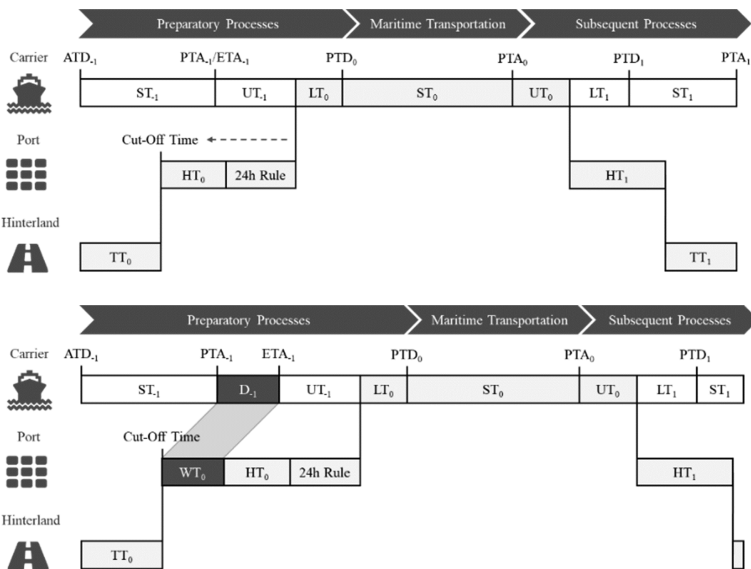 Preparatory Processes Maritime Transportation Subsequent Processes
Carrier ATD-1 PTA-1/ETA-1 PTD0 PTA0 PTD1 PTA1
ST-1 UT-1 LT0 ST0 UT0 LT1 ST1
Port Cut-Off Time
HT0 24h Rule HT1
Hinterland
TT0 TT1
Preparatory Processes Maritime Transportation Subsequent Processes
Carrier ATD-1 PTA-1 ETA-1 PTD0 PTA0 PTD1
ST-1 D-1 UT-1 LT0 ST0 UT0 LT1 ST1
Port Cut-Off Time
WT0 HT0 24h Rule HT1
Hinterland
TT0